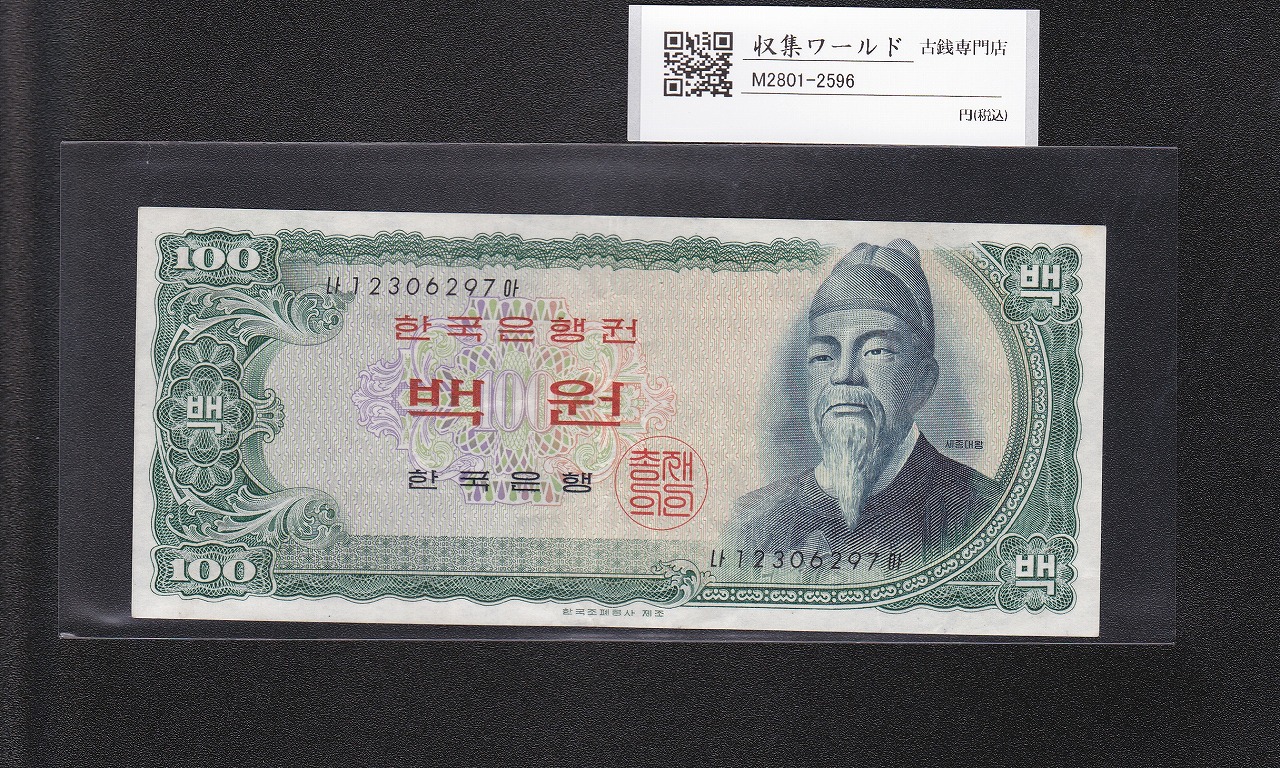 収集ワールド 古銭専門店
M2801-2596
円(税込)
100
백
나12306297아
한국은행권
백
100
백원
세종대왕
한국은행
총재의인
나12306297아
100
백
한국조폐공사 제조